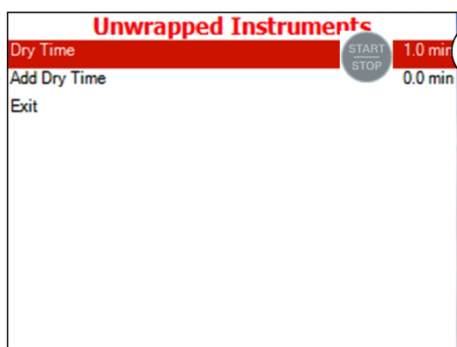 Unwrapped Instruments
Dry Time START STOP 1.0 min
Add Dry Time 0.0 min
Exit